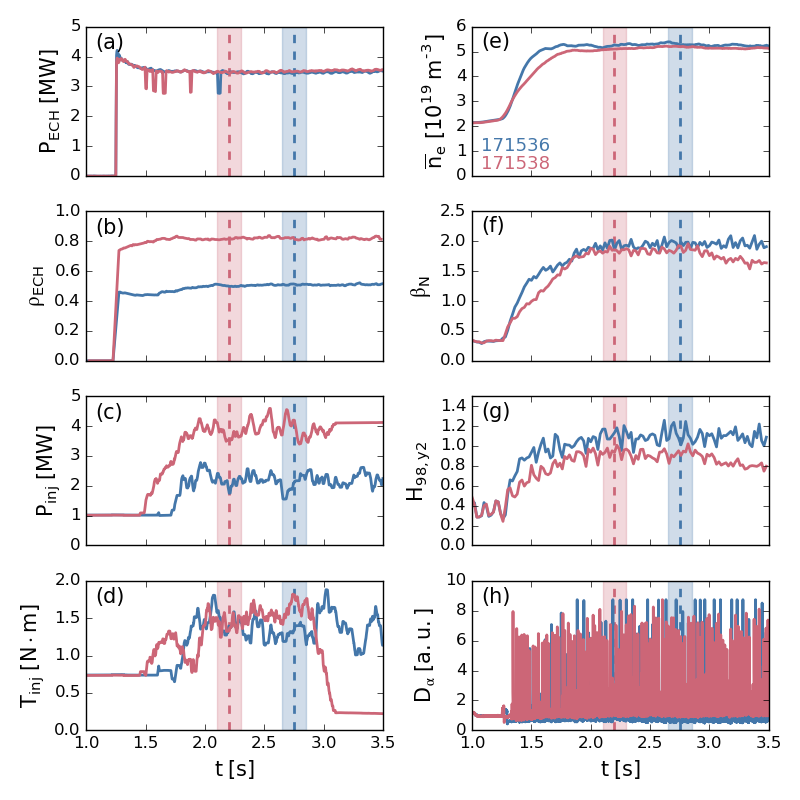 (a)
P_ECH [MW]
5
4
3
2
1
0
(b)
ρ_ECH
1.0
0.8
0.6
0.4
0.2
0.0
(c)
P_inj [MW]
5
4
3
2
1
0
(d)
T_inj [N · m]
2.0
1.5
1.0
0.5
0.0
1.0 1.5 2.0 2.5 3.0 3.5
t [s]
(e)
n̅_e [10^19 m^-3]
6
5
4
3
2
1
0
171536
171538
(f)
β_N
2.5
2.0
1.5
1.0
0.5
0.0
(g)
H_98,y2
1.4
1.2
1.0
0.8
0.6
0.4
0.2
0.0
(h)
D_α [a. u. ]
10
8
6
4
2
0
1.0 1.5 2.0 2.5 3.0 3.5
t [s]